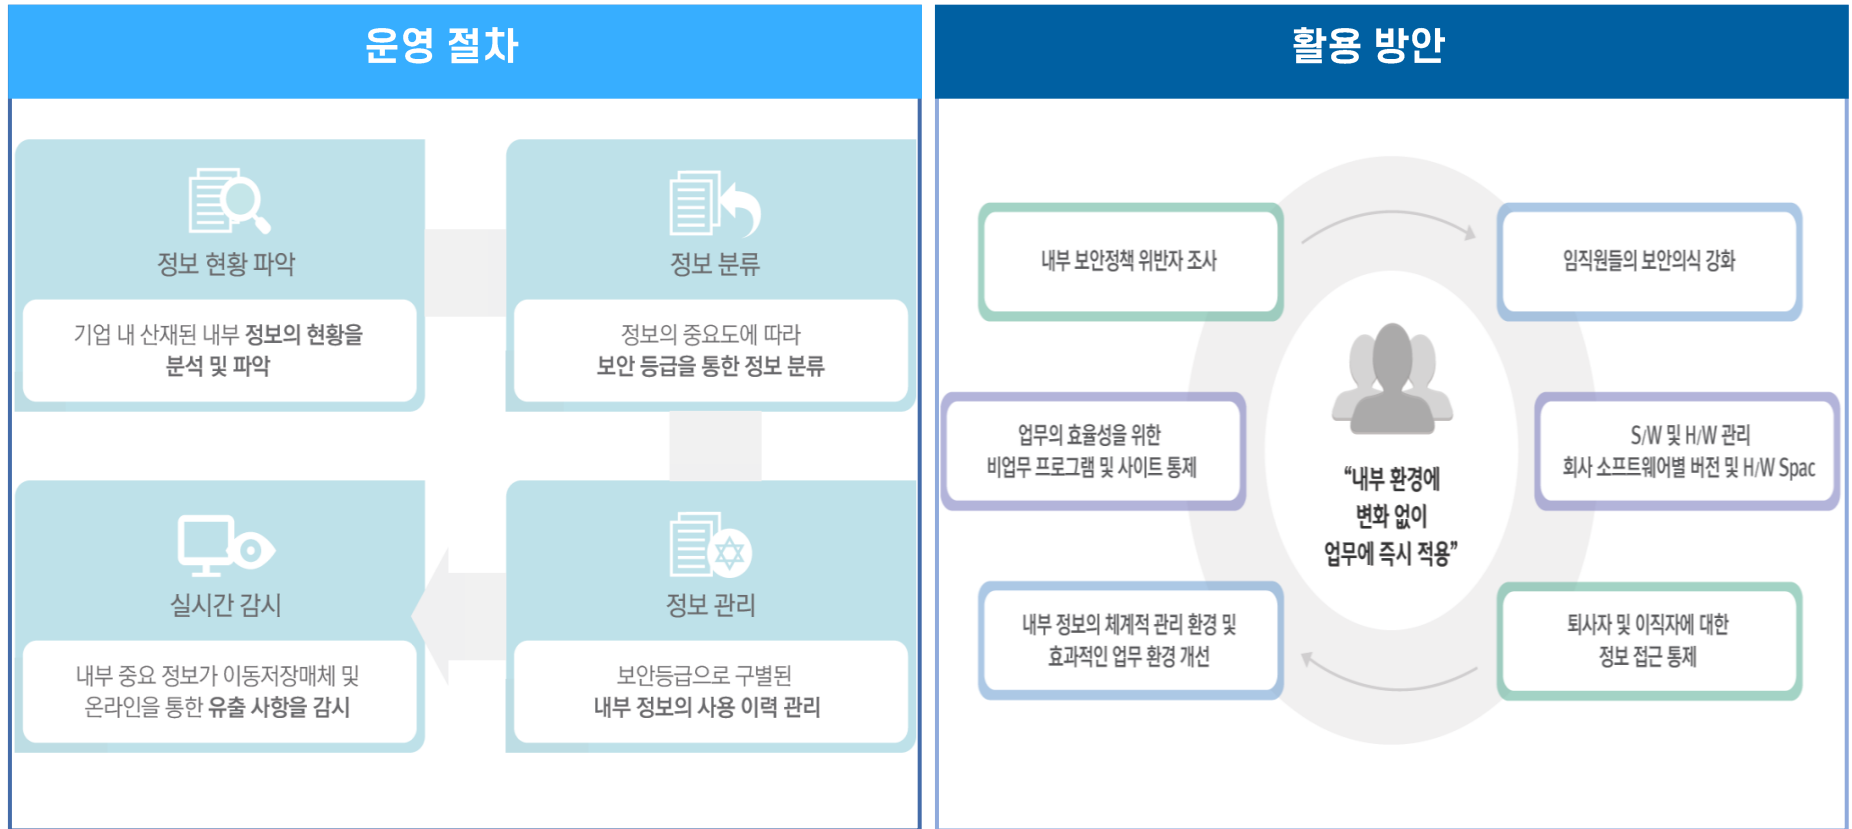 운영 절차
정보 현황 파악
기업 내 산재된 내부 정보의 현황을
분석 및 파악
정보 분류
정보의 중요도에 따라
보안 등급을 통한 정보 분류
정보 관리
보안등급으로 구별된
내부 정보의 사용 이력 관리
실시간 감시
내부 중요 정보가 이동저장매체 및
온라인을 통한 유출 사항을 감시
활용 방안
내부 보안정책 위반자 조사
임직원들의 보안의식 강화
업무의 효율성을 위한
비업무 프로그램 및 사이트 통제
“내부 환경에
변화 없이
업무에 즉시 적용”
S/W 및 H/W 관리
회사 소프트웨어별 버전 및 H/W Spac
내부 정보의 체계적 관리 환경 및
효과적인 업무 환경 개선
퇴사자 및 이직자에 대한
정보 접근 통제